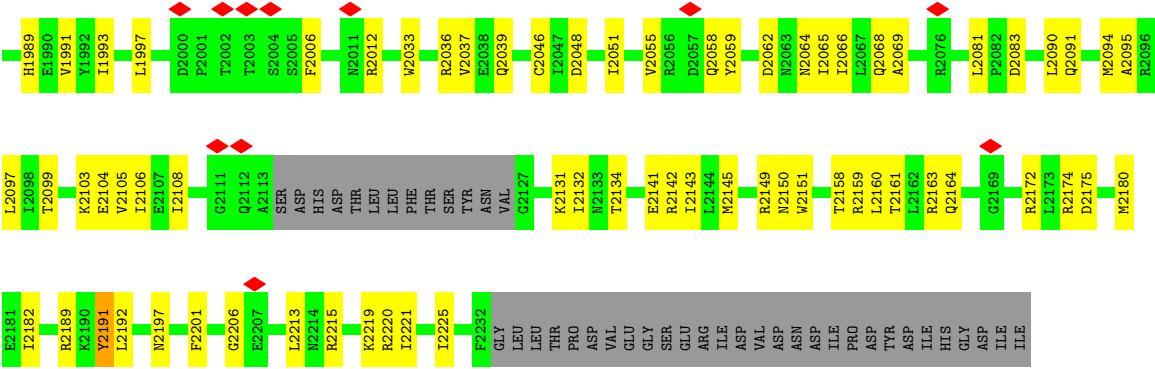 H1989 E1990 V1991 Y1992 I1993 L1997 D2000 P2001 T2002 T2003 S2004 S2005 F2006 N2011 R2012 W2033 R2036 V2037 E2038 Q2039 C2046 I2047 D2048 I2051 V2055 R2056 D2057 Q2058 Y2059 D2062 N2063 N2064 I2065 I2066 L2067 Q2068 A2069 R2076 L2081 P2082 D2083 L2090 Q2091 M2094 A2095 R2096
L2097 I2098 T2099 K2103 E2104 V2105 I2106 E2107 I2108 G2111 Q2112 A2113 SER ASP HIS ASP THR LEU LEU PHE THR SER TYR ASN VAL G2127 K2131 I2132 N2133 T2134 E2141 R2142 I2143 L2144 M2145 R2149 N2150 W2151 T2158 R2159 L2160 T2161 L2162 R2163 Q2164 G2169 R2172 L2173 R2174 D2175 M2180
E2181 I2182 R2189 K2190 Y2191 L2192 N2197 F2201 G2206 E2207 L2213 N2214 R2215 K2219 R2220 I2221 I2225 F2232 GLY LEU LEU THR PRO ASP VAL GLU GLY SER GLU ARG ILE ASP VAL ASP ASN ASP ILE PRO ASP TYR ASP ILE HIS GLY ASP ILE ILE